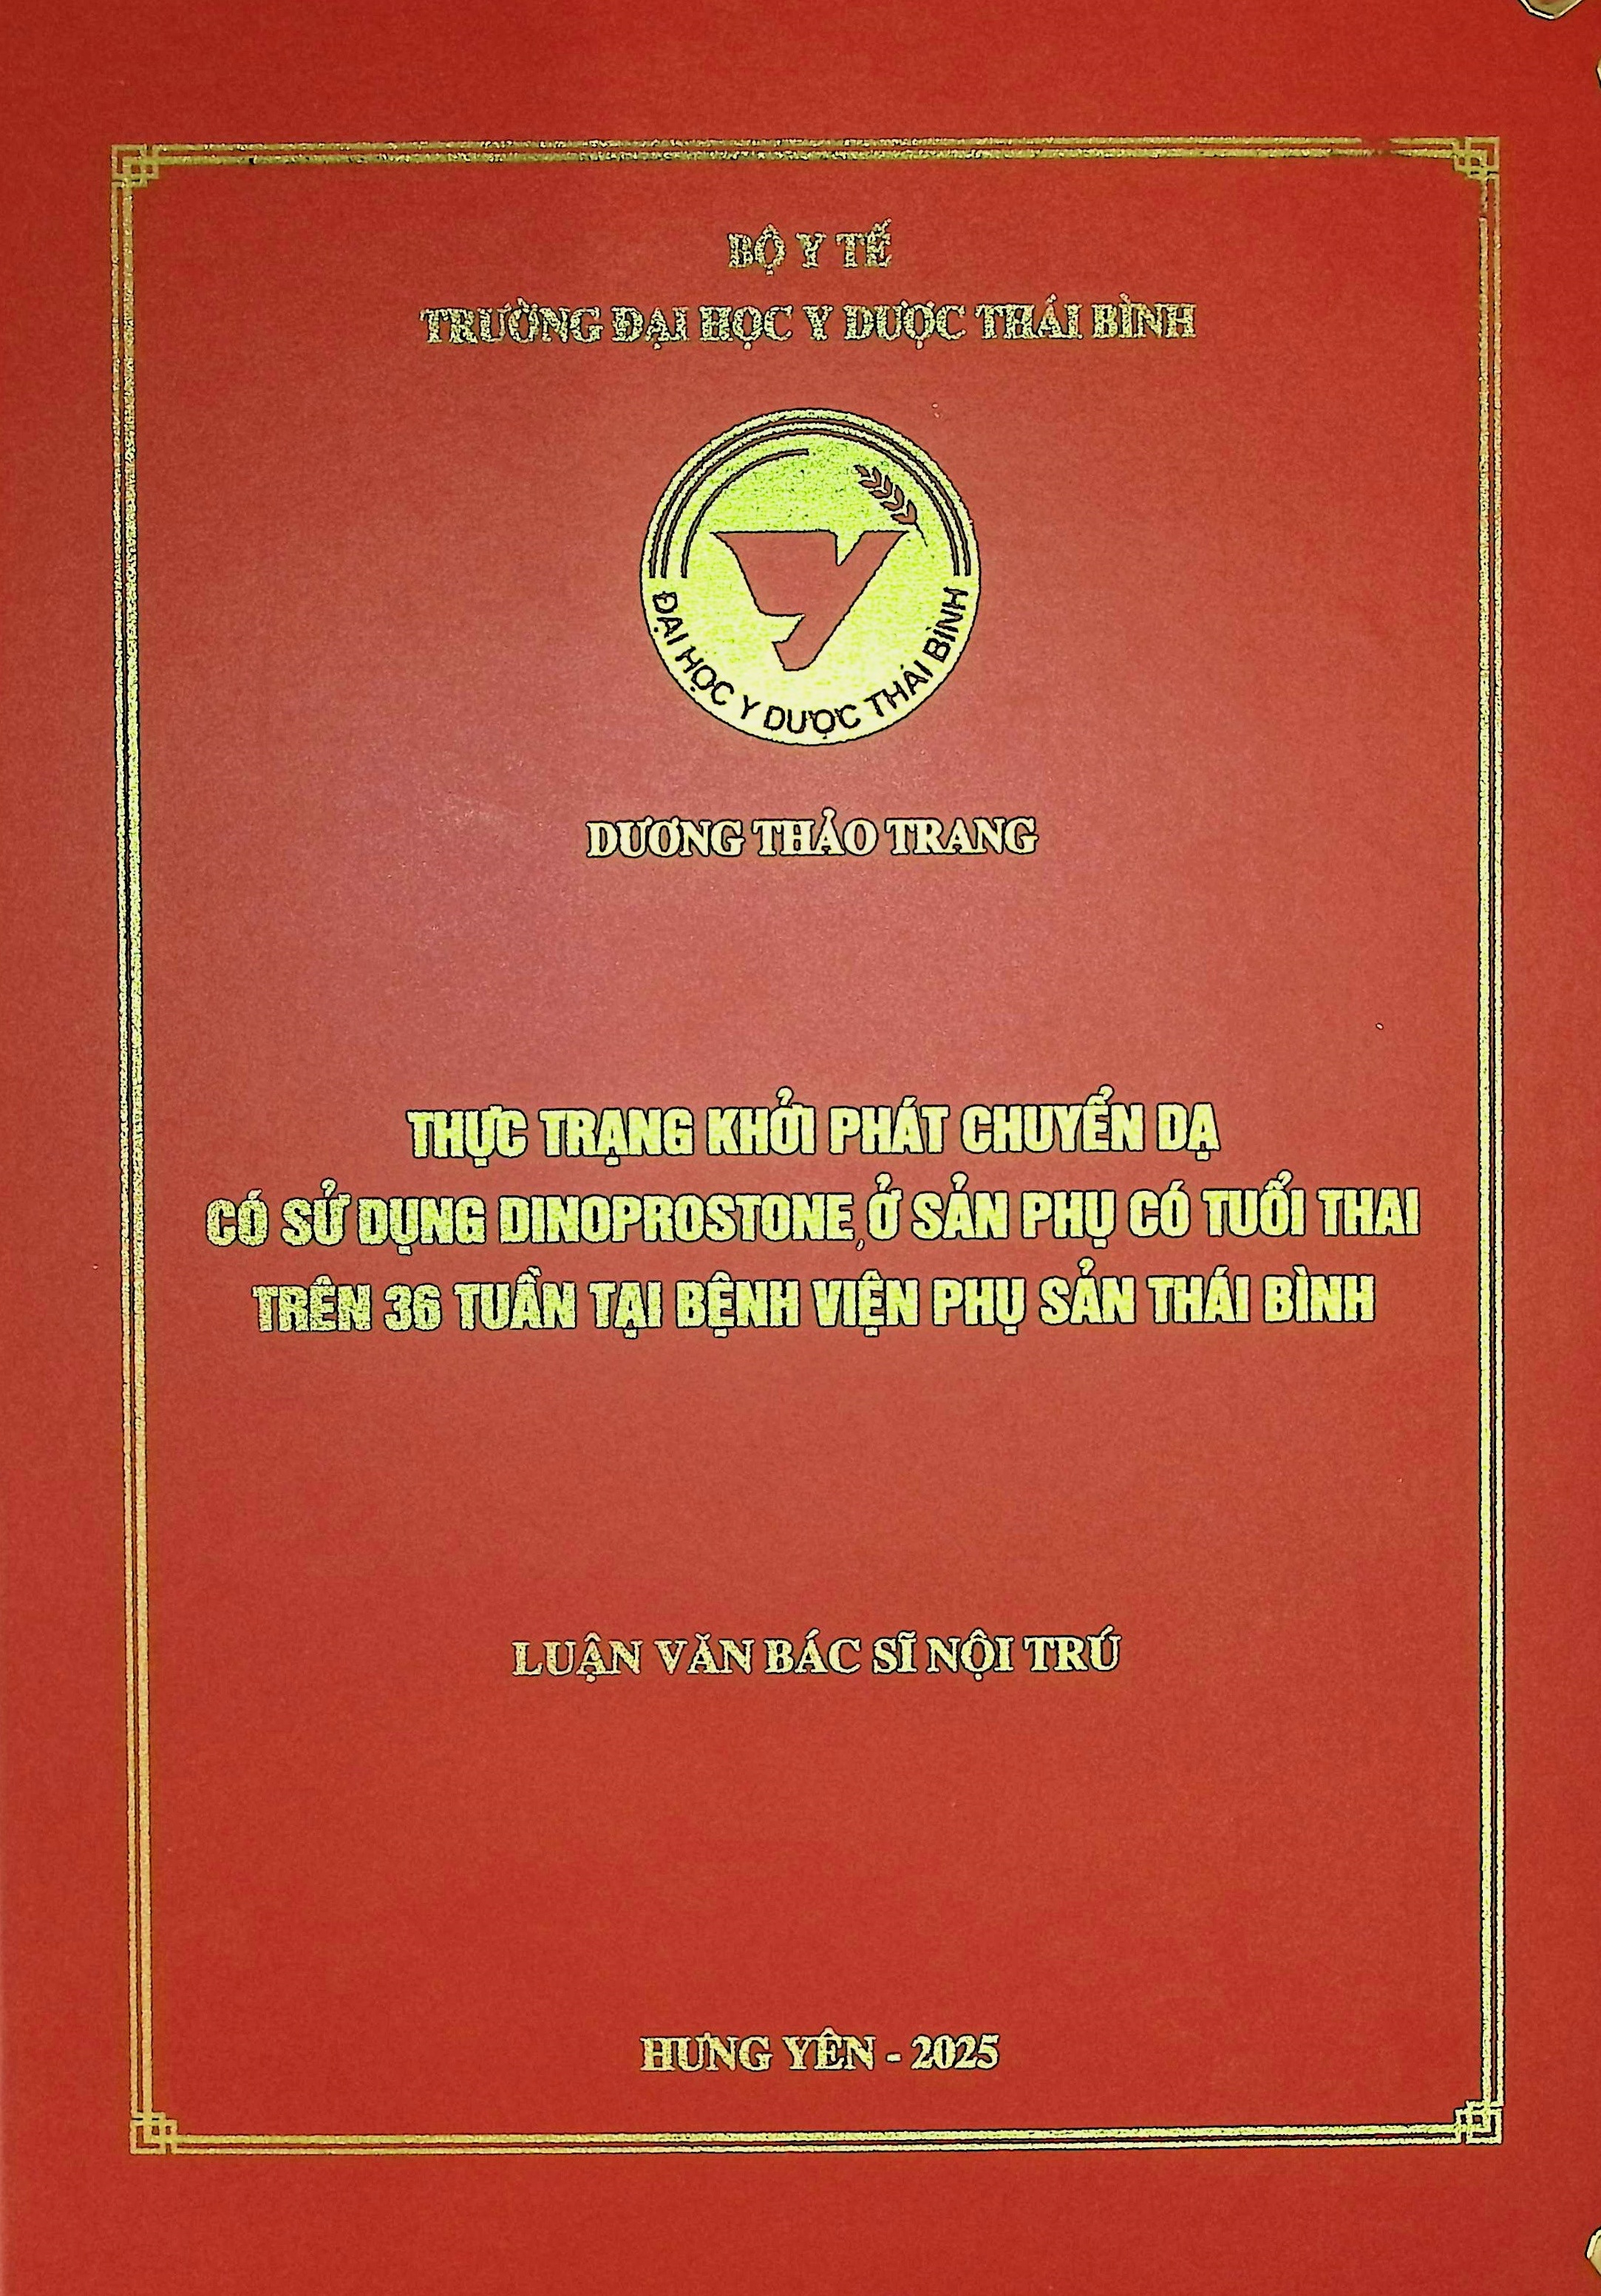 BỘ Y TẾ
TRƯỜNG ĐẠI HỌC Y DƯỢC THÁI BÌNH
ĐẠI HỌC Y DƯỢC THÁI BÌNH
DƯƠNG THẢO TRANG
THỰC TRẠNG KHỞI PHÁT CHUYỂN DẠ
CÓ SỬ DỤNG DINOPROSTONE Ở SẢN PHỤ CÓ TUỔI THAI
TRÊN 36 TUẦN TẠI BỆNH VIỆN PHỤ SẢN THÁI BÌNH
LUẬN VĂN BÁC SĨ NỘI TRÚ
HƯNG YÊN - 2025